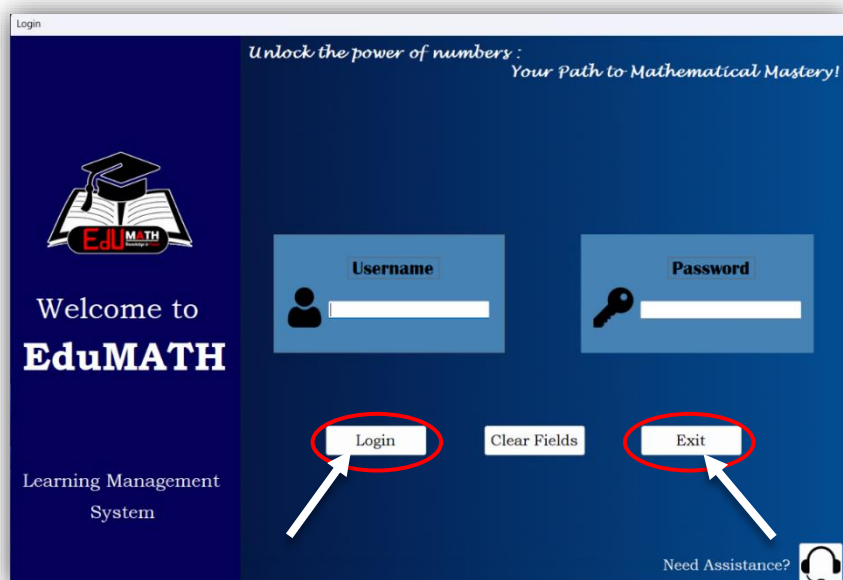 Login
Unlock the power of numbers :
Your Path to Mathematical Mastery!
EduMATH
Welcome to
EduMATH
Learning Management
System
Username
Password
Login
Clear Fields
Exit
Need Assistance?